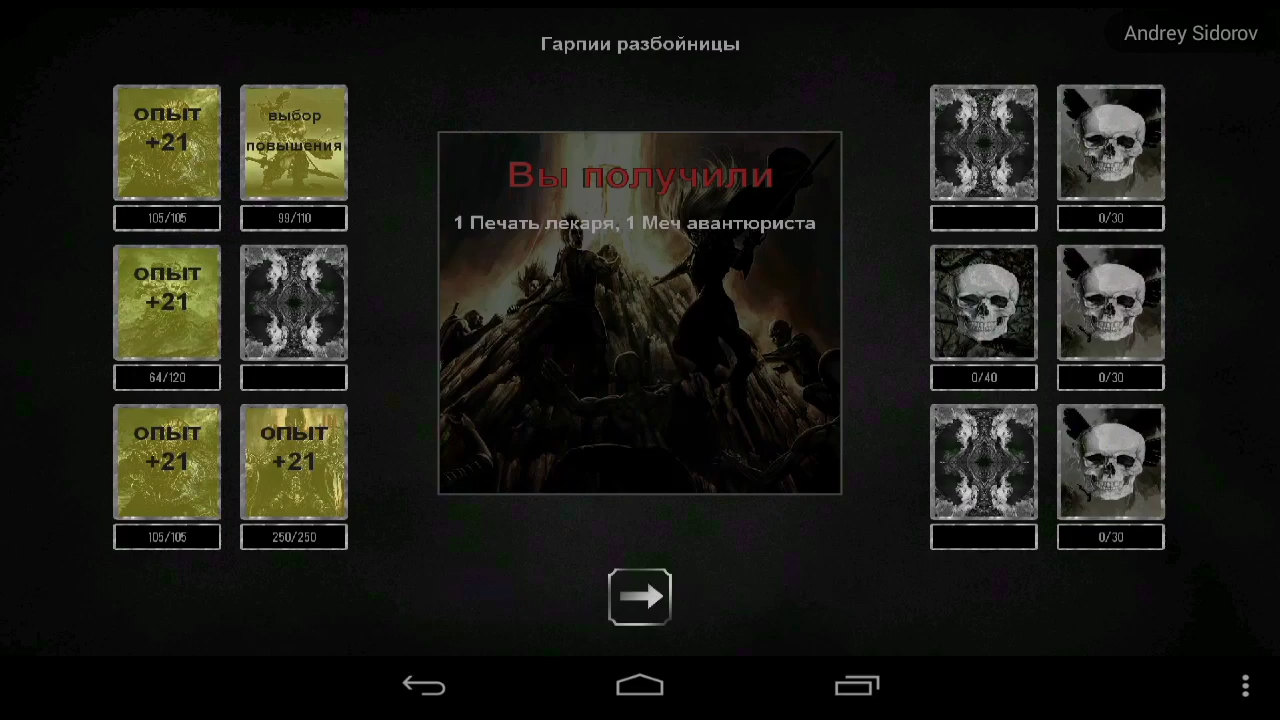 Гарпии разбойницы
Andrey Sidorov
опыт
+21
105/105
выбор
повышения
99/110
опыт
+21
64/120
опыт
+21
105/105
опыт
+21
250/250
Вы получили
1 Печать лекаря, 1 Меч авантюриста
0/30
0/40
0/30
0/30